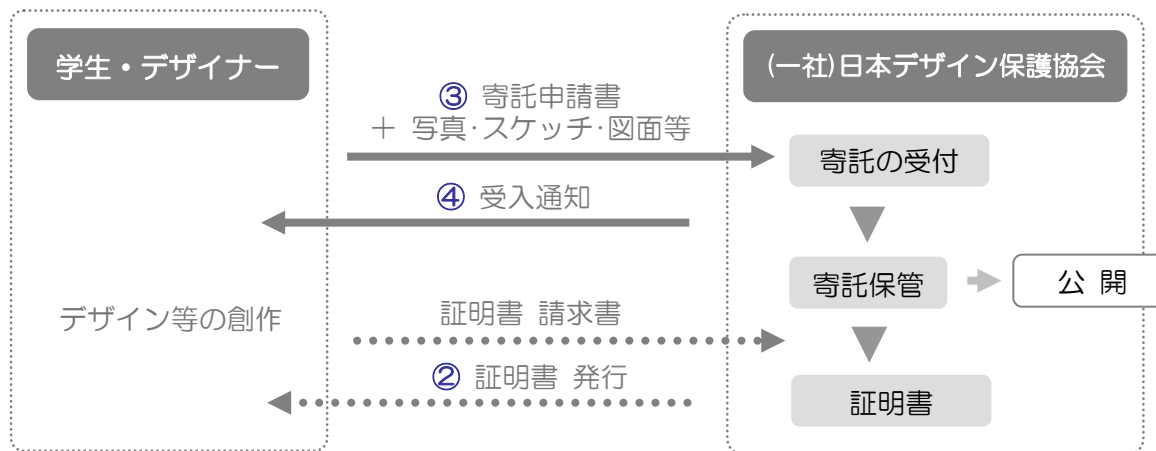 学生・デザイナー
(一社)日本デザイン保護協会
③ 寄託申請書
＋ 写真･スケッチ･図面等
寄託の受付
④ 受入通知
寄託保管
公 開
デザイン等の創作
証明書 請求書
② 証明書 発行
証明書